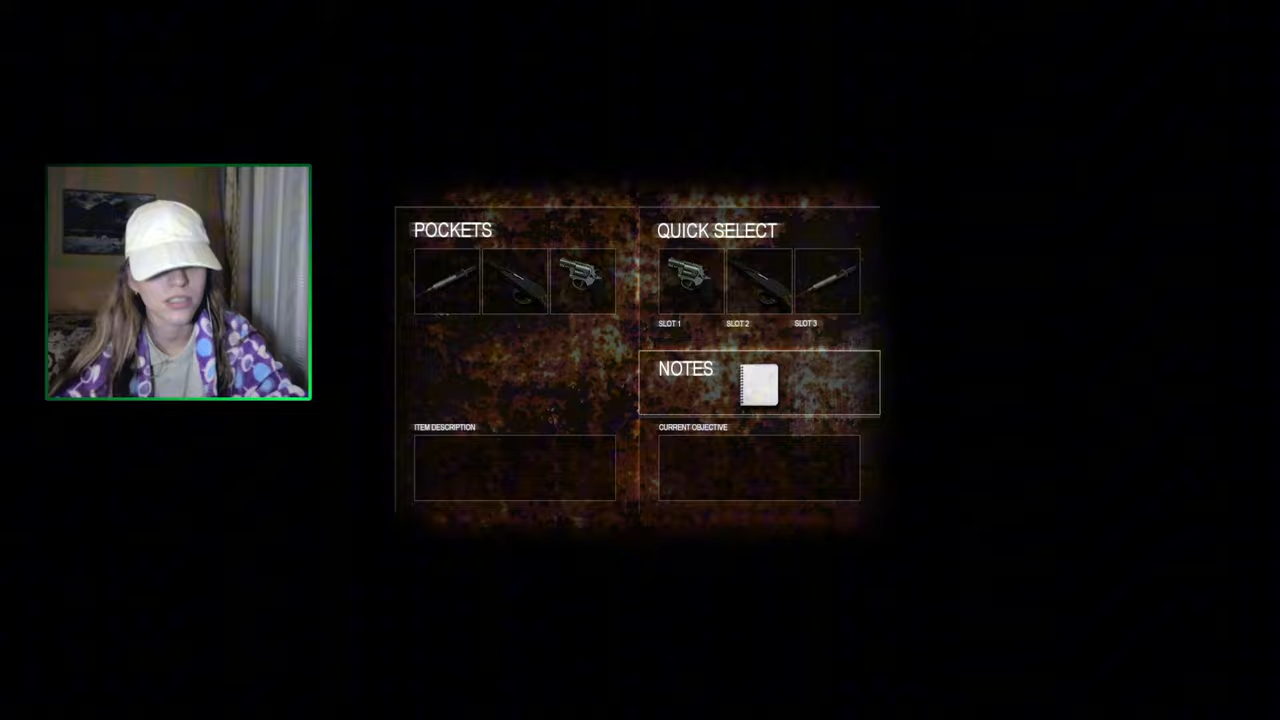 POCKETS
QUICK SELECT
SLOT 1
SLOT 2
SLOT 3
NOTES
ITEM DESCRIPTION
CURRENT OBJECTIVE